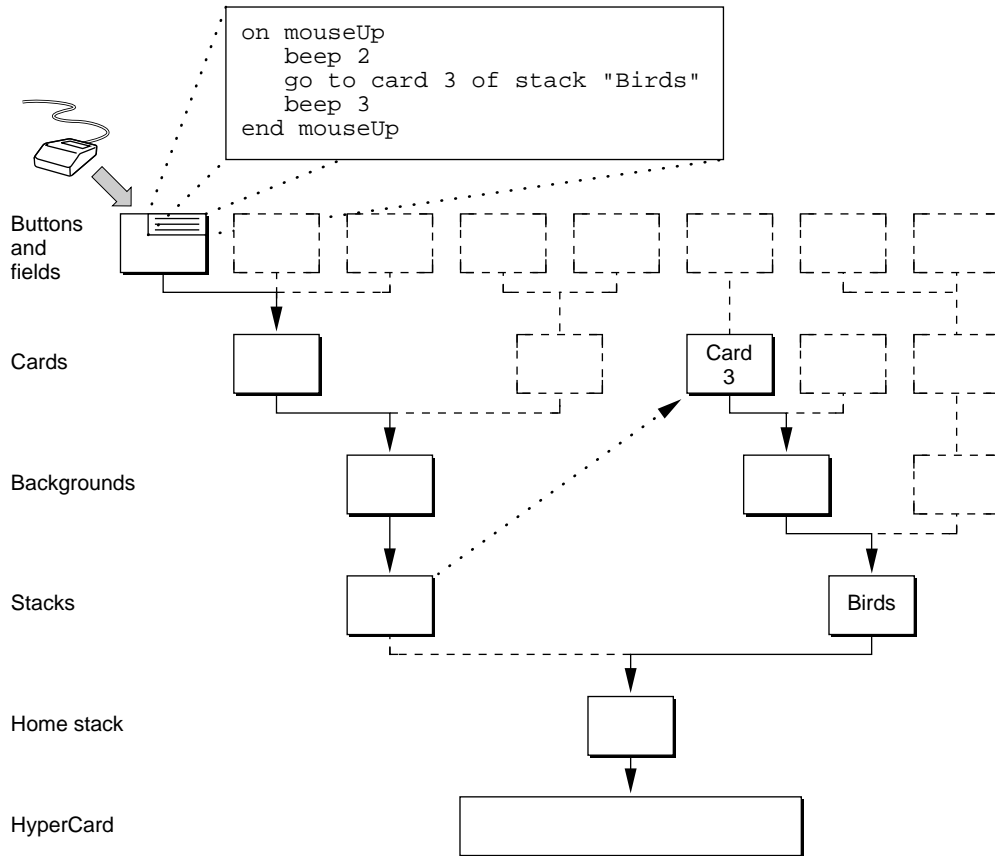 on mouseUp
   beep 2
   go to card 3 of stack "Birds"
   beep 3
end mouseUp
Buttons
and
fields
Cards
Card
3
Backgrounds
Stacks
Birds
Home stack
HyperCard